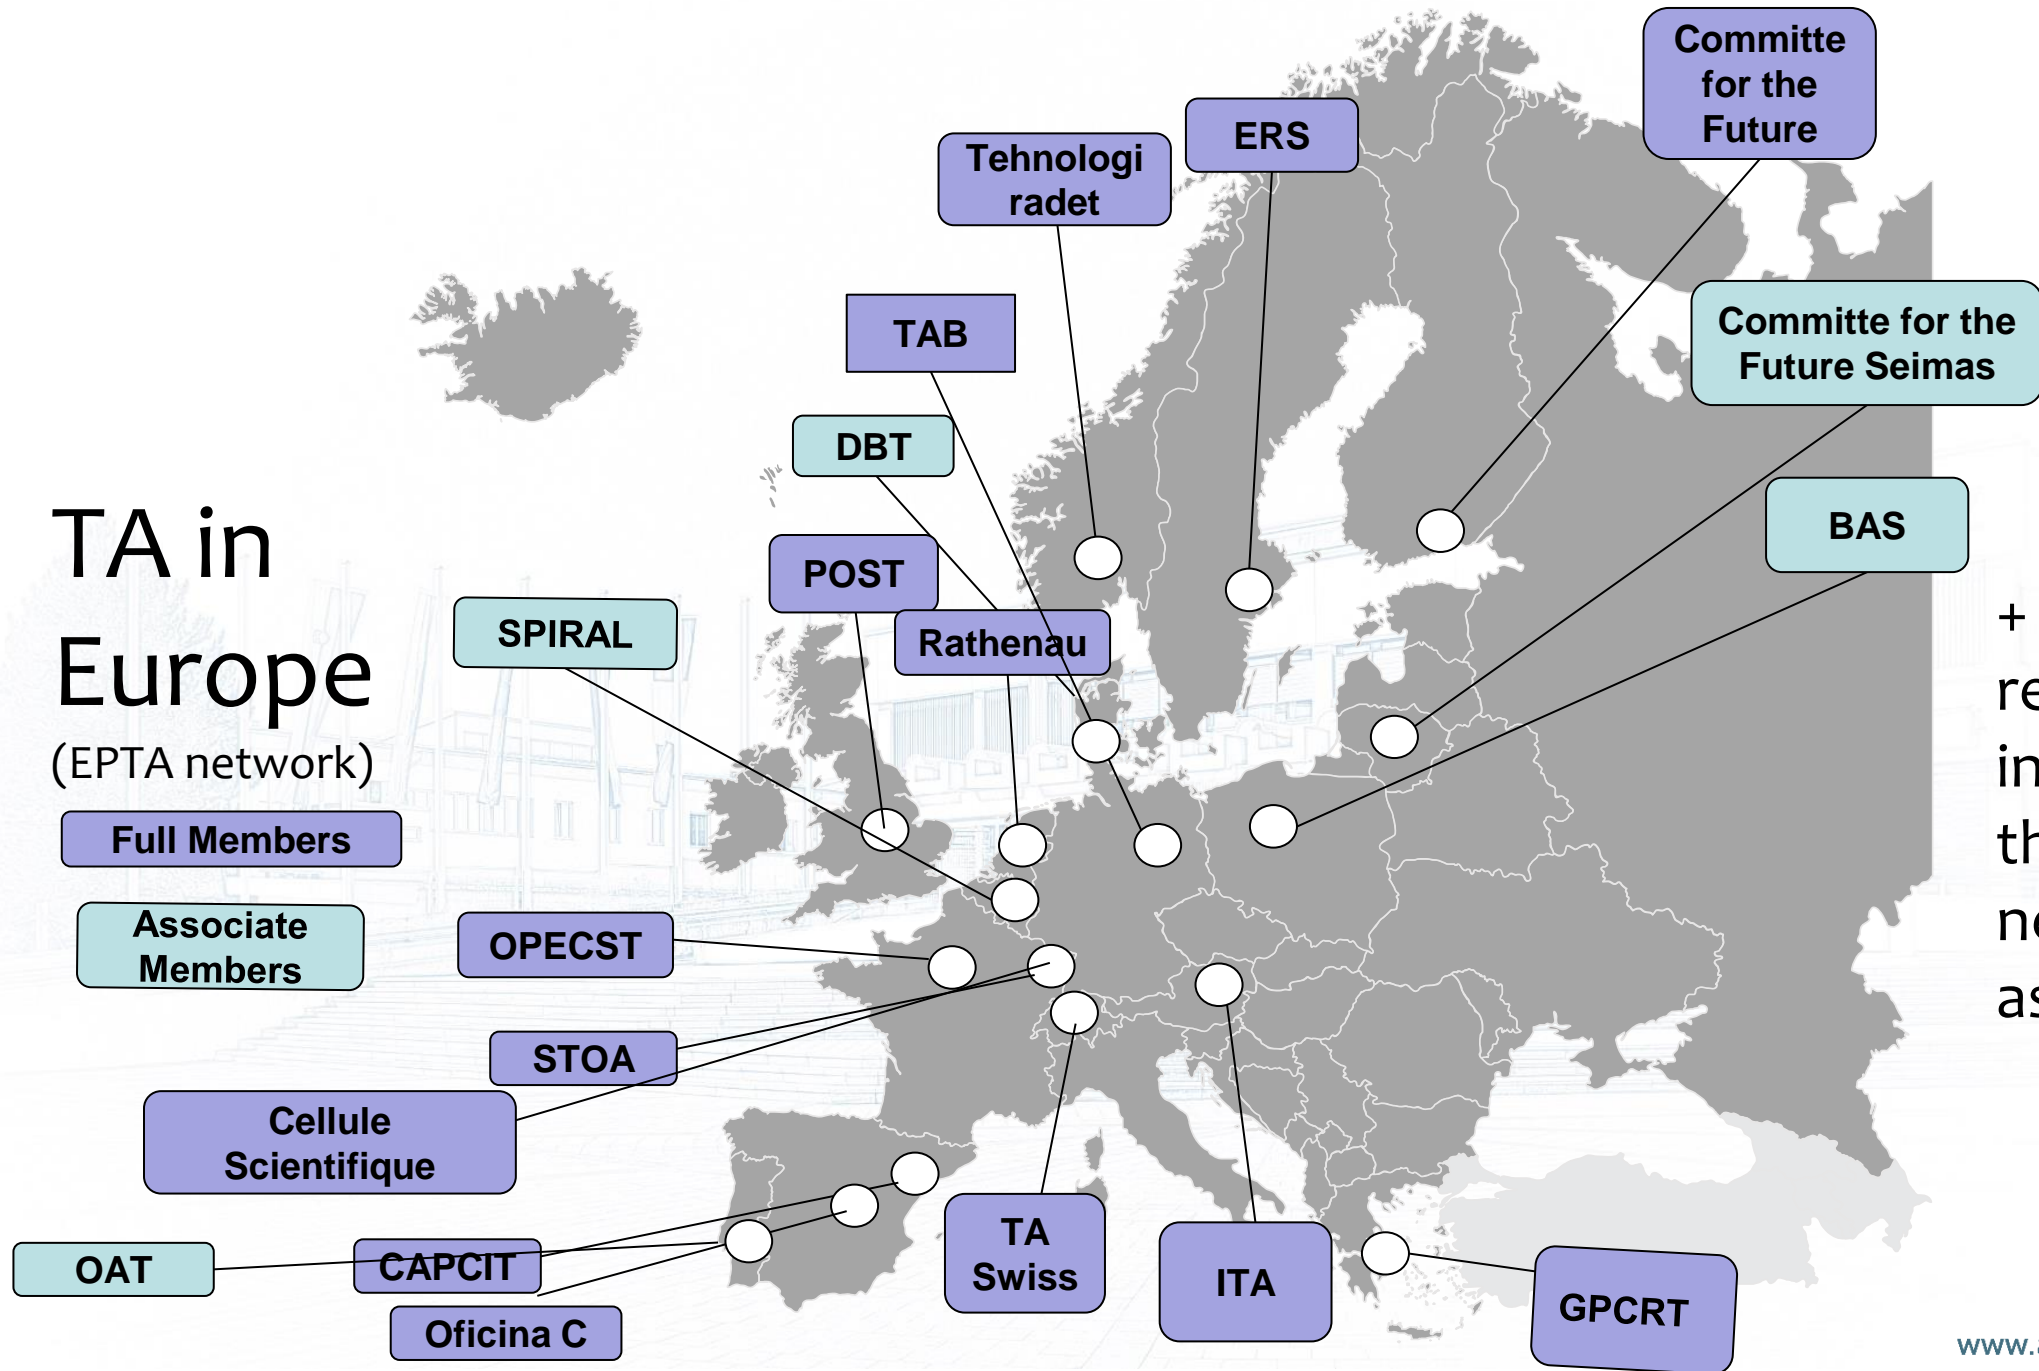 Committe
for the
Future
ERS
Tehnologi
radet
TAB
Committe for the
Future Seimas
DBT
BAS
TA in
Europe
(EPTA network)
POST
SPIRAL
Rathenau
+
Full Members
Associate
Members
OPECST
STOA
Cellule
Scientifique
TA
Swiss
ITA
GPCRT
OAT
CAPCIT
Oficina C